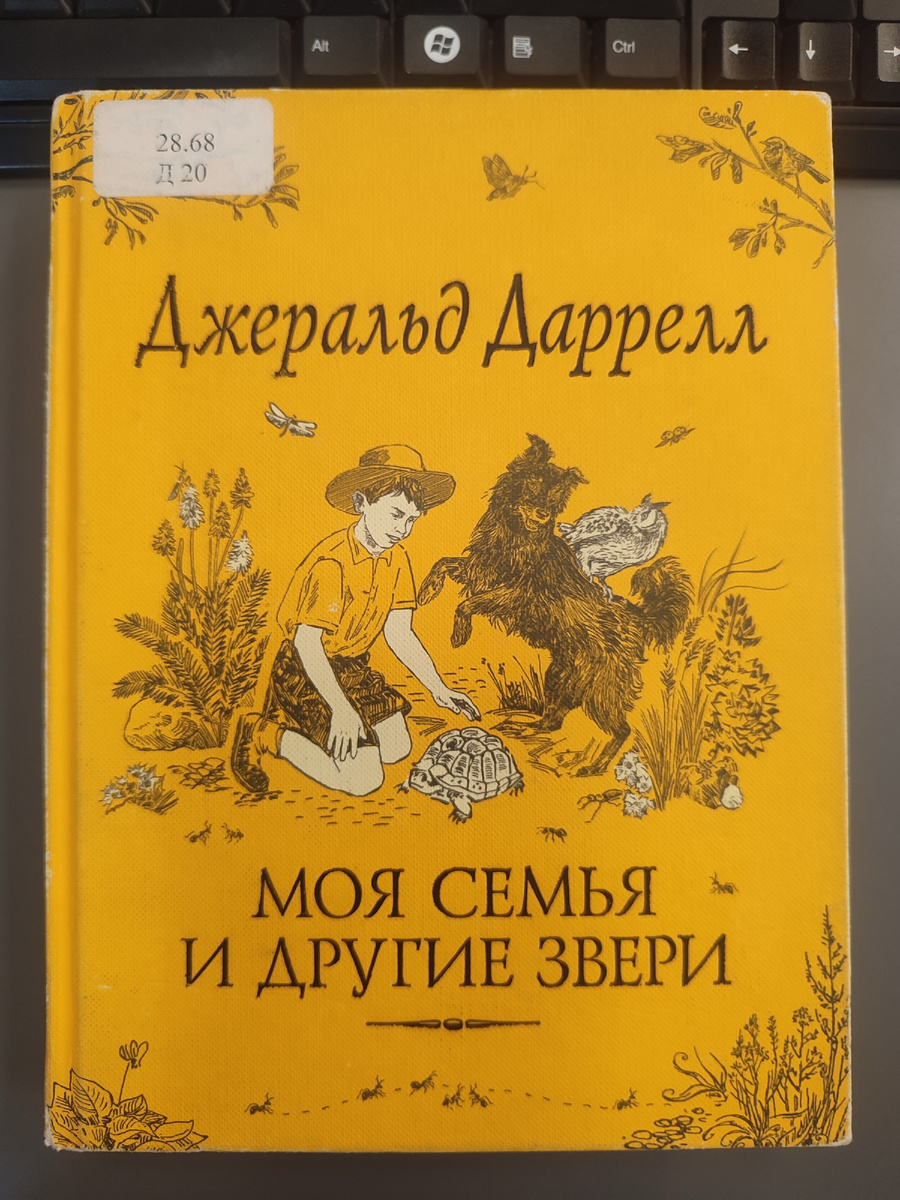 Alt
Ctrl
28.68
Д 20
Джеральд Даррелл
МОЯ СЕМЬЯ
И ДРУГИЕ ЗВЕРИ